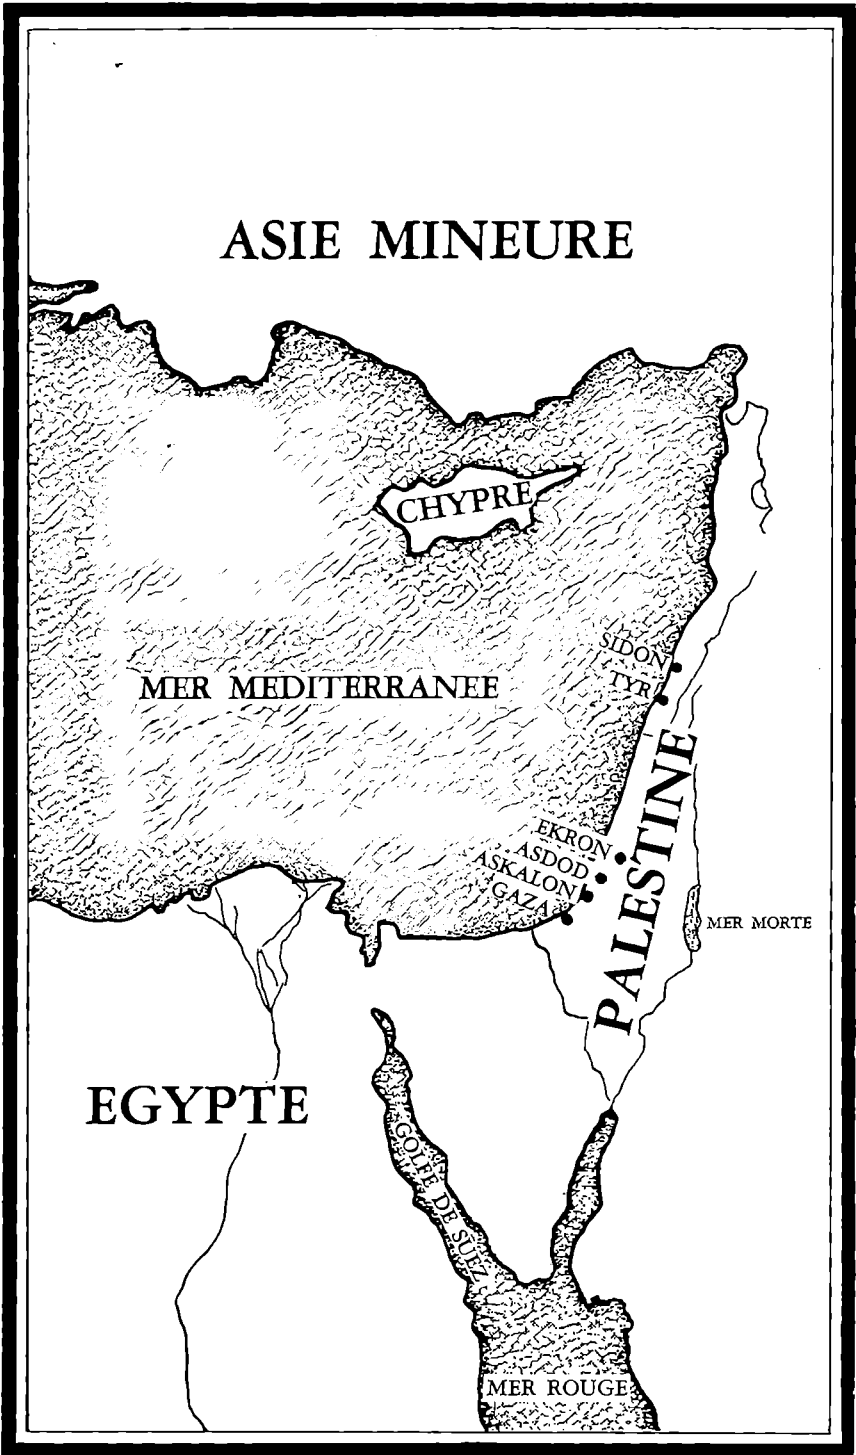 ASIE MINEURE
CHYPRE
SIDON
TYR
MER MEDITERRANEE
PALESTINE
EKRON
ASDOD
ASKALON
GAZA
MER MORTE
EGYPTE
GOLFE DE SUEZ
MER ROUGE